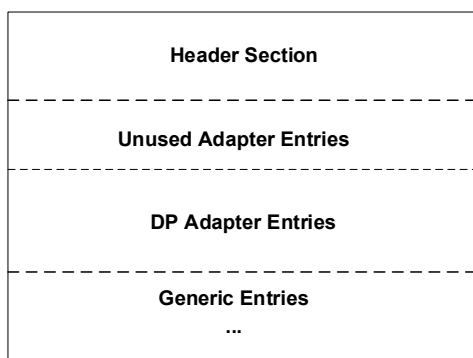 Header Section
Unused Adapter Entries
DP Adapter Entries
Generic Entries
...